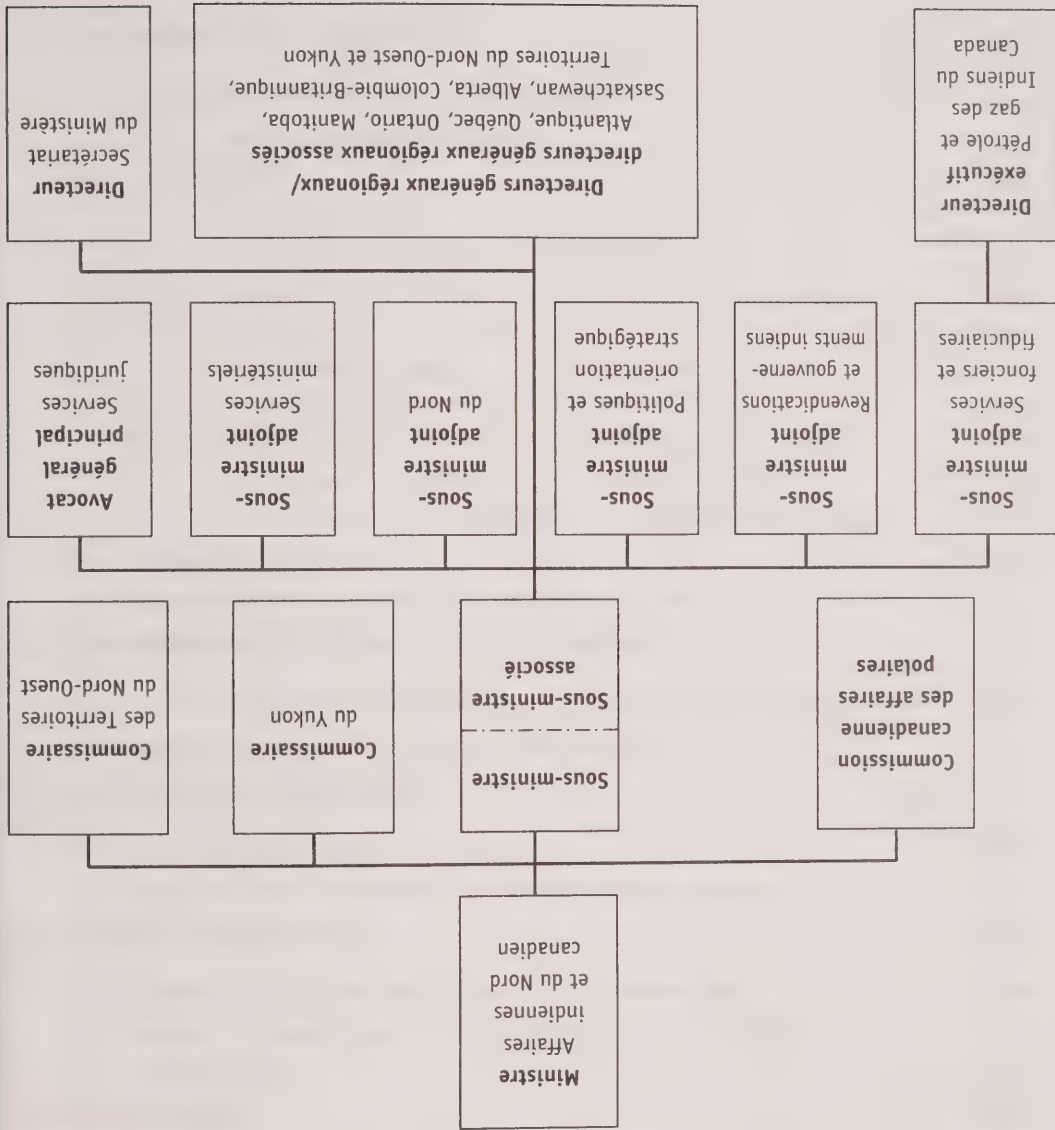 Ministre
Affaires
indiennes
et du Nord
canadien
Commission
canadienne
des affaires
polaires
Sous-ministre
Sous-ministre
associé
Commissaire
du Yukon
Commissaire
des Territoires
du Nord-Ouest
Sous-
ministre
adjoint
Services
fonciers et
fiduciaires
Sous-
ministre
adjoint
Revendications
et gouverne-
ments indiens
Sous-
ministre
adjoint
Politiques et
orientation
stratégique
Sous-
ministre
adjoint
du Nord
Sous-
ministre
adjoint
Services
ministériels
Avocat
général
principal
Services
juridiques
Directeur
exécutif
Pétrole et
gaz des
Indiens du
Canada
Directeurs généraux régionaux/
directeurs généraux régionaux associés
Atlantique, Québec, Ontario, Manitoba,
Saskatchewan, Alberta, Colombie-Britannique,
Territoires du Nord-Ouest et Yukon
Directeur
Secrétariat
du Ministère